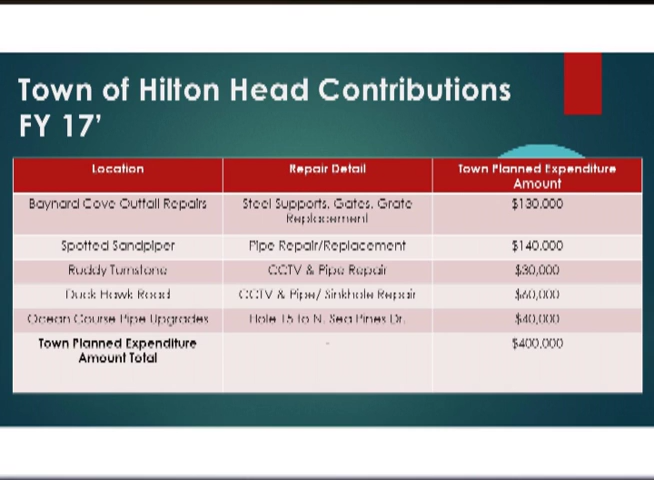 Town of Hilton Head Contributions
FY 17'
Location Repair Detail Town Planned Expenditure
Amount
Baynard Cove Outfall Repairs Steel Supports, Gates, Grate
Replacement $130,000
Spotted Sandpiper Pipe Repair/Replacement $140,000
Ruddy Turnstone CCTV & Pipe Repair $30,000
Duck Hawk Road CCTV & Pipe/ Sinkhole Repair $60,000
Ocean Course Pipe Upgrades Hole 15 to N. Sea Pines Dr. $40,000
Town Planned Expenditure
Amount Total - $400,000